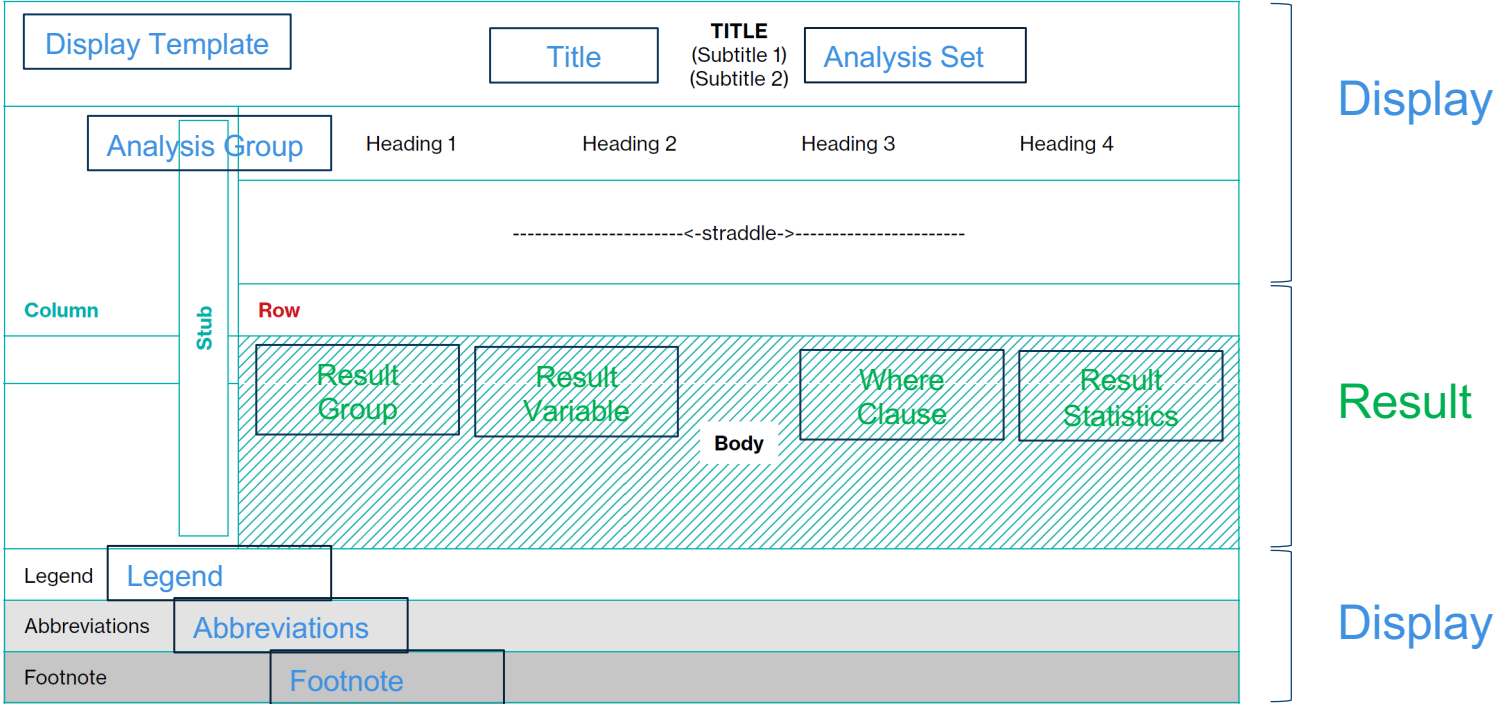 Display Template
Title
TITLE
(Subtitle 1)
(Subtitle 2)
Analysis Set
Display
Analysis Group
Heading 1
Heading 2
Heading 3
Heading 4
----------------------<-straddle->----------------------
Column
Stub
Row
Result
Group
Result
Variable
Where
Clause
Result
Statistics
Body
Result
Legend
Legend
Abbreviations
Abbreviations
Footnote
Footnote
Display